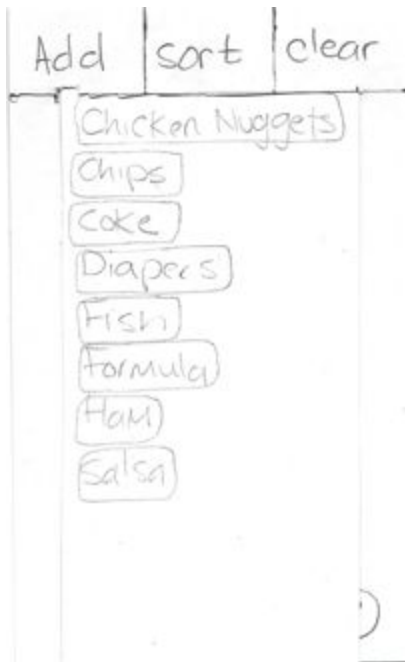 Add sort clear
Chicken Nuggets
Chips
Coke
Diapers
Fish
Formula
Ham
Salsa